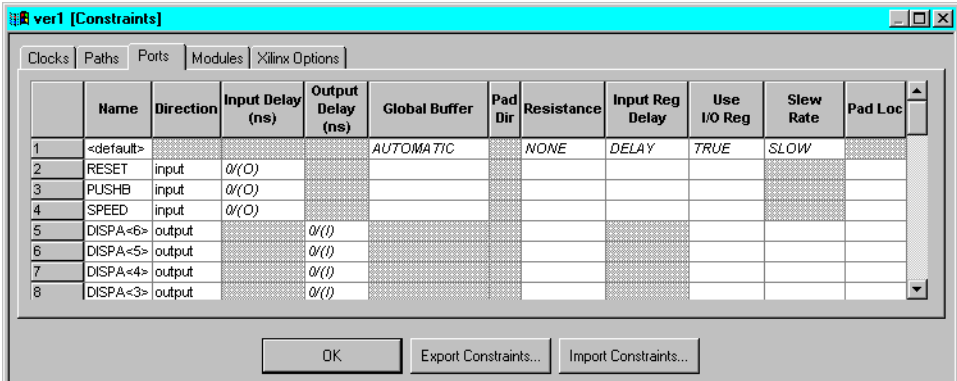 ver1 [Constraints]
Clocks Paths Ports Modules Xilinx Options
Name Direction Input Delay (ns) Output Delay (ns) Global Buffer Pad Dir Resistance Input Reg Delay Use I/O Reg Slew Rate Pad Loc
1 <default> AUTOMATIC NONE DELAY TRUE SLOW
2 RESET input 0/(O)
3 PUSHB input 0/(O)
4 SPEED input 0/(O)
5 DISPA<6> output 0/(I)
6 DISPA<5> output 0/(I)
7 DISPA<4> output 0/(I)
8 DISPA<3> output 0/(I)
OK Export Constraints... Import Constraints...